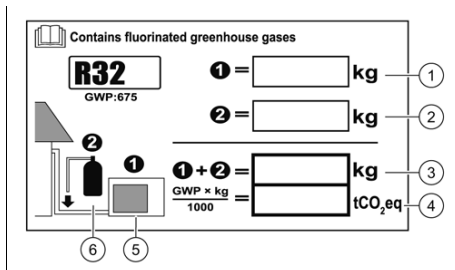 Contains fluorinated greenhouse gases
R32
GWP:675
❶ = kg ①
❷ = kg ②
❷
❶
❶+❷ = kg ③
GWP × kg
1000
= tCO₂eq ④
⑥ ⑤